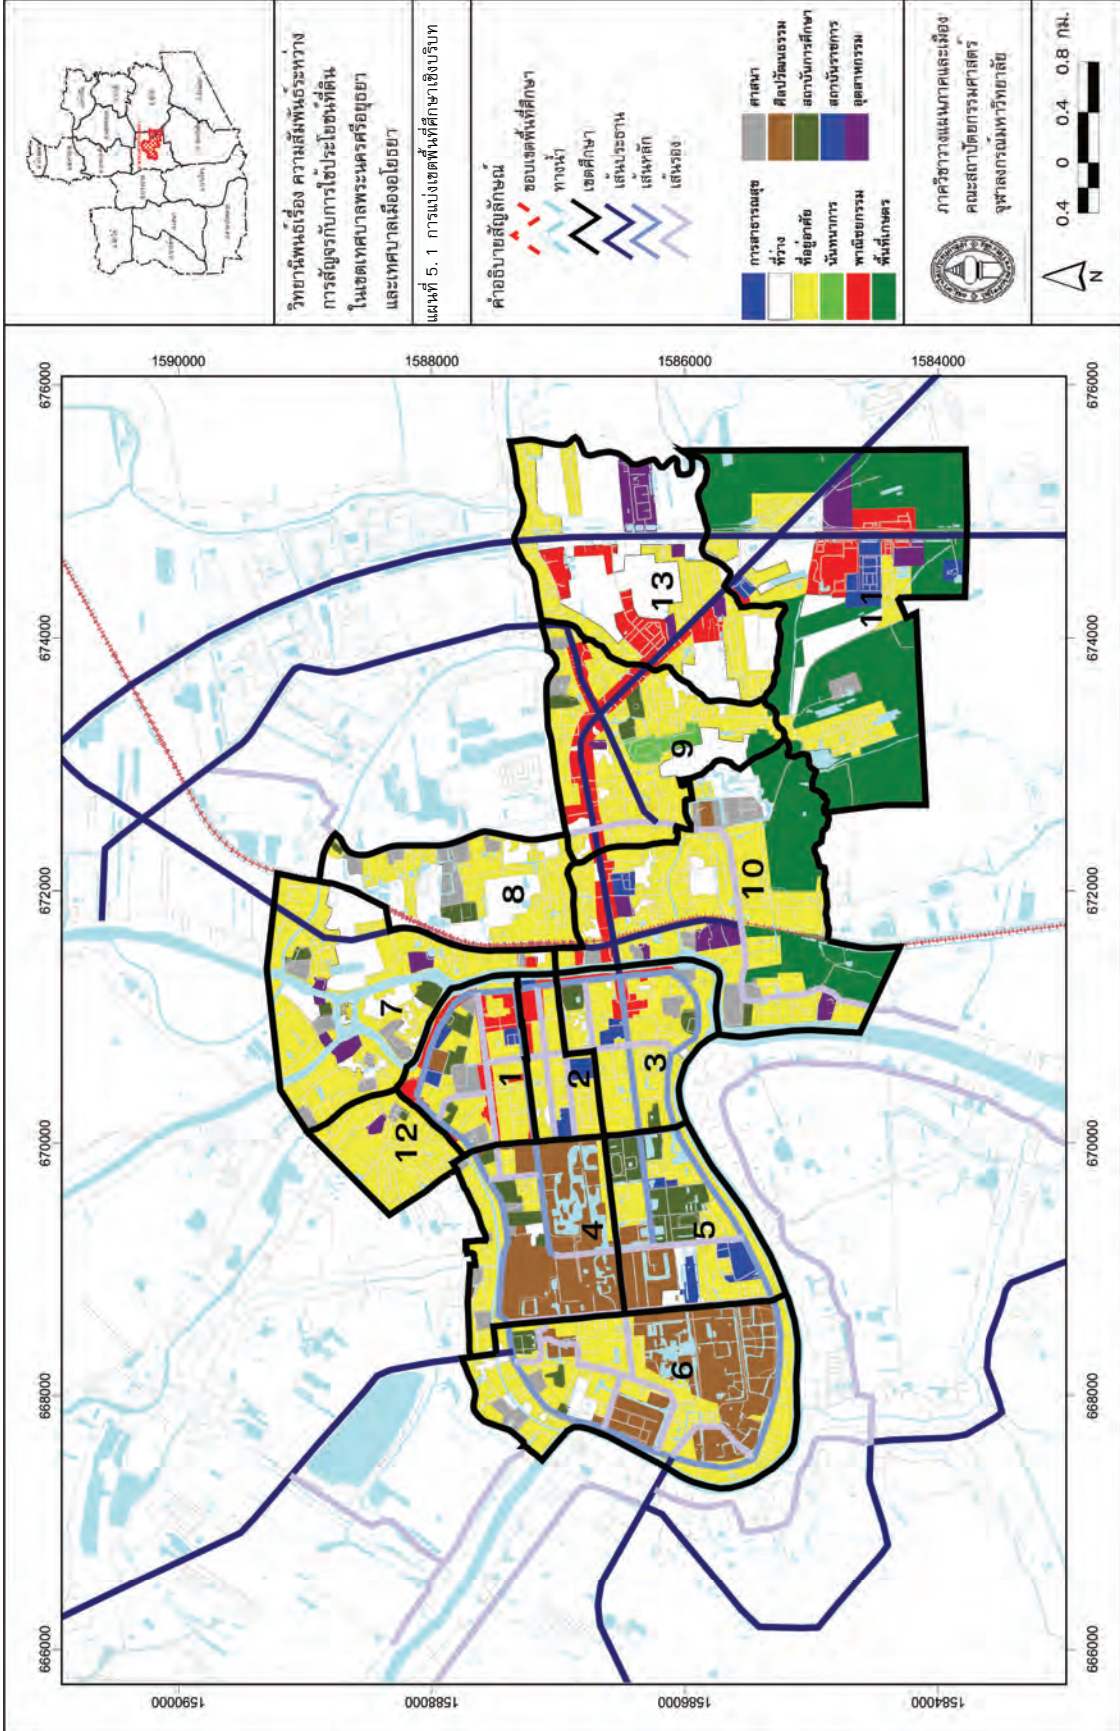 วิทยานิพนธ์เรื่อง ความสัมพันธ์ระหว่าง
การสัญจรกับการใช้ประโยชน์ที่ดิน
ในเขตเทศบาลพระนครศรีอยุธยา
และเทศบาลเมืองอโยธยา
แผนที่ 5.1 การแบ่งเขตพื้นที่ศึกษาเชิงบริบท
คำอธิบายสัญลักษณ์
ขอบเขตพื้นที่ศึกษา
ทางน้ำ
เขตศึกษา
เส้นประธาน
เส้นหลัก
เส้นรอง
การสาธารณสุข
ที่ว่าง
ที่อยู่อาศัย
นันทนาการ
พาณิชยกรรม
พื้นที่เกษตร
ศาสนา
ศิลปวัฒนธรรม
สถาบันการศึกษา
สถาบันราชการ
อุตสาหกรรม
ภาควิชาวางแผนภาคและเมือง
คณะสถาปัตยกรรมศาสตร์
จุฬาลงกรณ์มหาวิทยาลัย
N
0.4 0 0.4 0.8 กม.
666000 668000 670000 672000 674000 676000
1590000 1590000
1588000 1588000
1586000 1586000
1584000 1584000
666000 668000 670000 672000 674000 676000
1
2
3
4
5
6
7
8
9
10
1
12
13